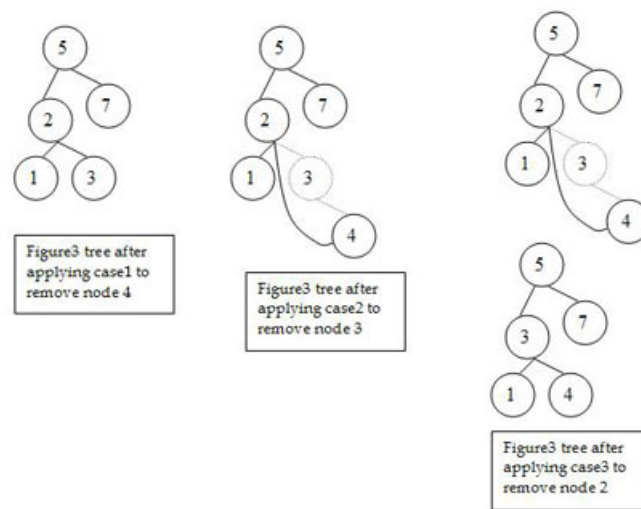 5
2
7
1
3
Figure3 tree after
applying case1 to
remove node 4
5
2
7
1
3
4
Figure3 tree after
applying case2 to
remove node 3
5
2
7
1
3
4
5
3
7
1
4
Figure3 tree after
applying case3 to
remove node 2